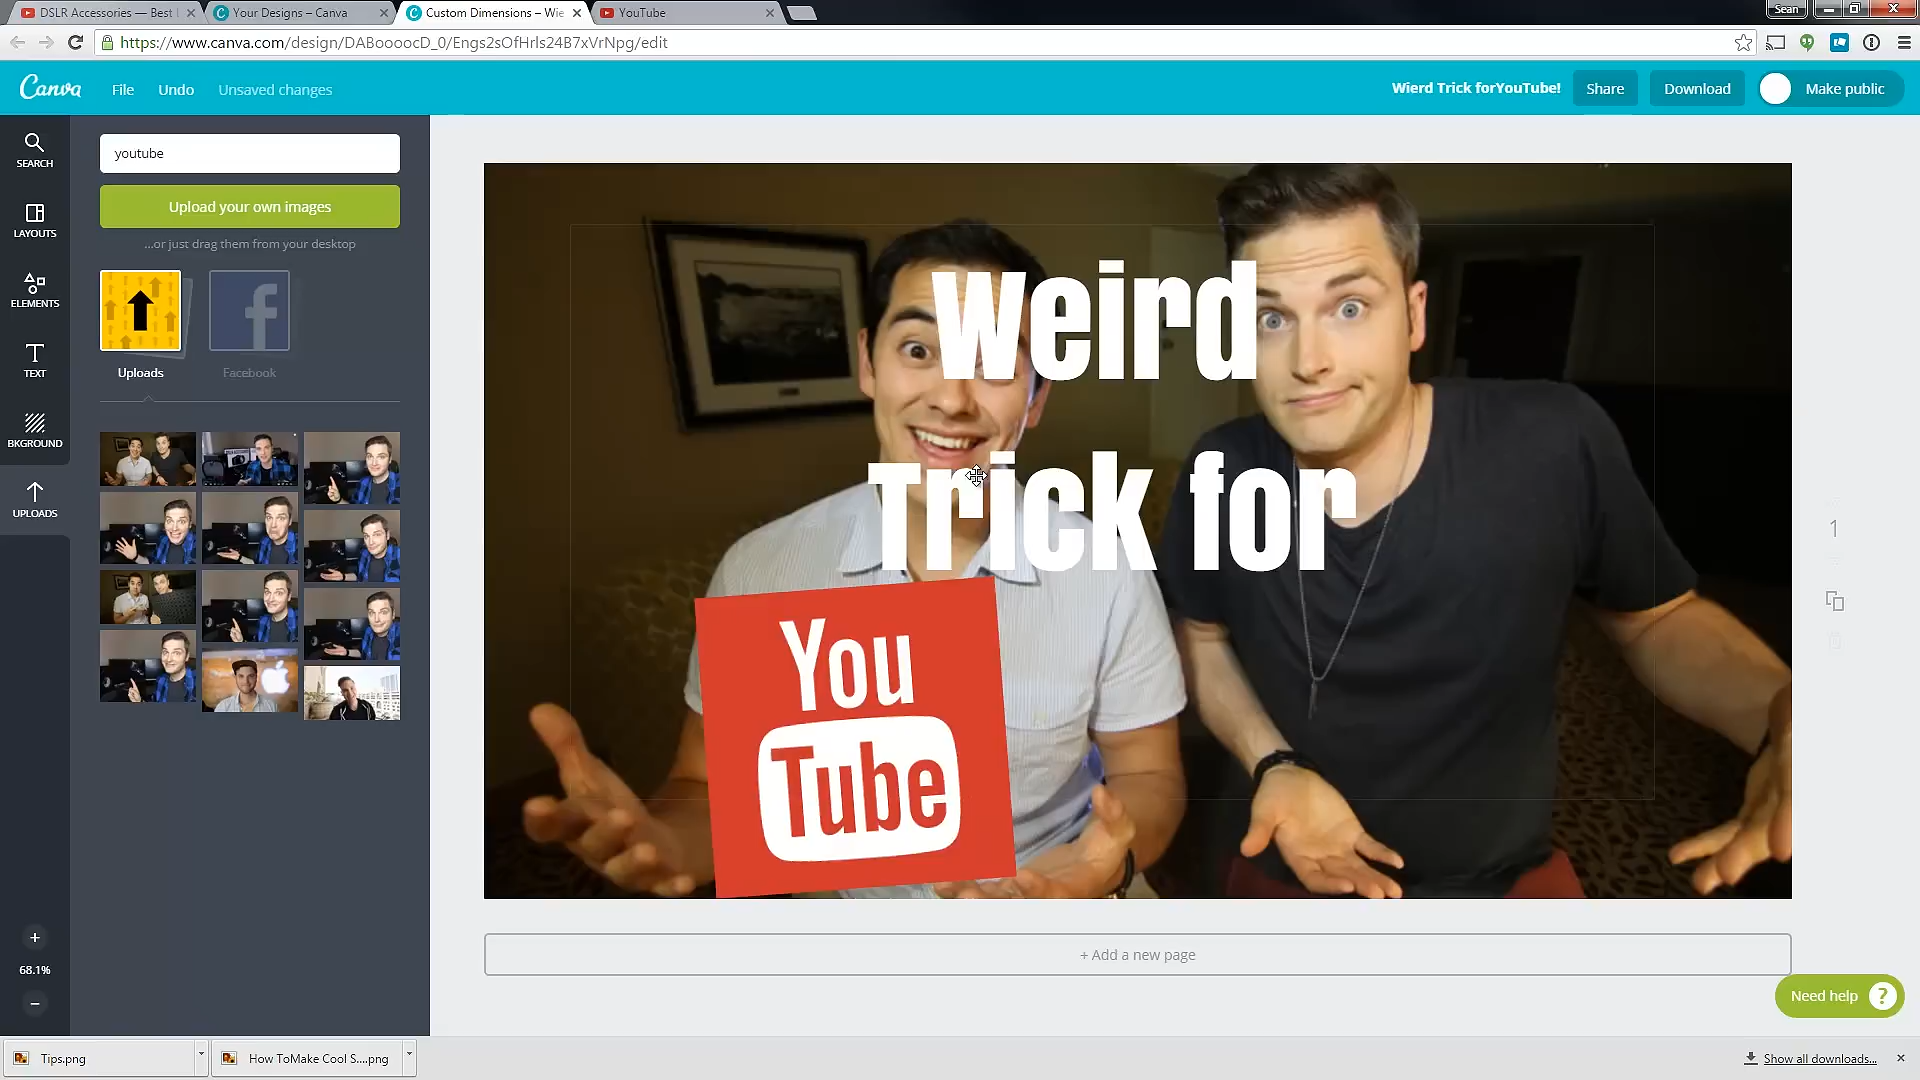 DSLR Accessories — Best
Your Designs – Canva
Custom Dimensions – Wie
YouTube
Sean
https://www.canva.com/design/DABoooocD_0/Engs2sOfHrls24B7xVrNpg/edit
Canva
File
Undo
Unsaved changes
Wierd Trick forYouTube!
Share
Download
Make public
SEARCH
LAYOUTS
ELEMENTS
TEXT
BKGROUND
UPLOADS
68.1%
youtube
Upload your own images
...or just drag them from your desktop
Uploads
Facebook
Weird
Trick for
You
Tube
1
+ Add a new page
Need help ?
Tips.png
How ToMake Cool S....png
Show all downloads...